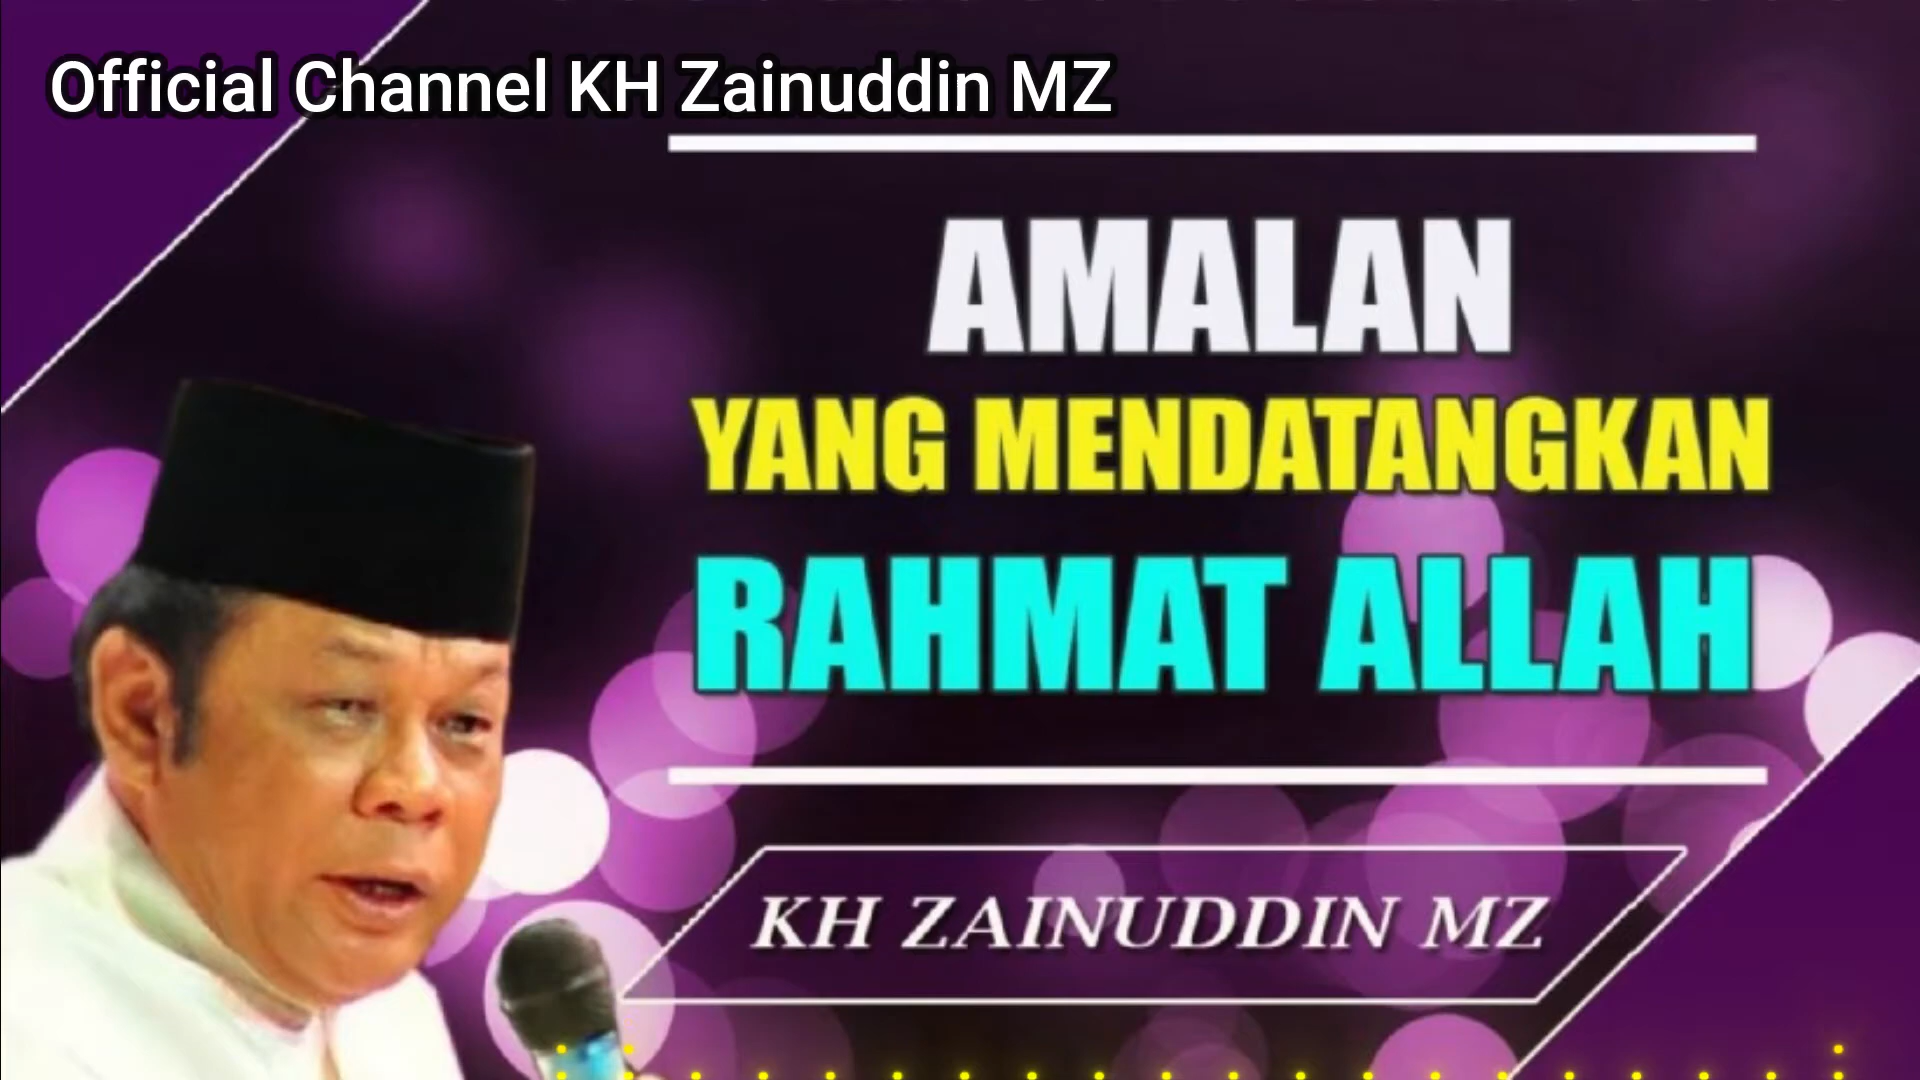 Official Channel KH Zainuddin MZ
AMALAN
YANG MENDATANGKAN
RAHMAT ALLAH
KH ZAINUDDIN MZ